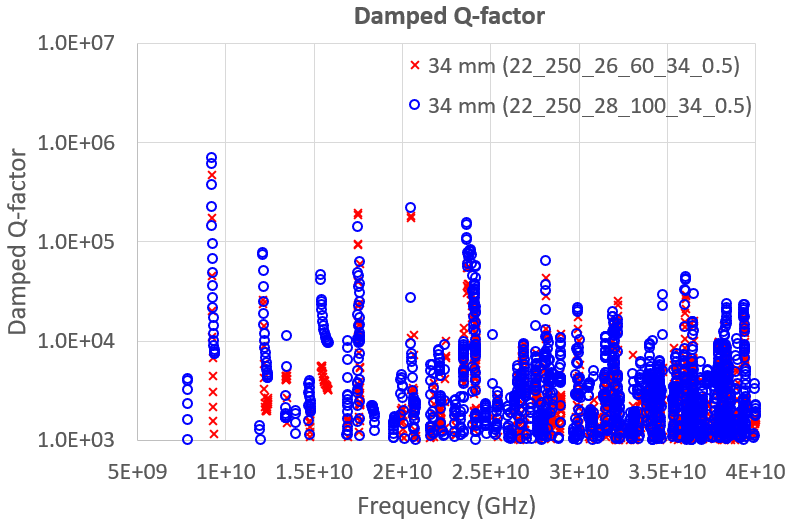 Damped Q-factor
1.0E+07
34 mm (22_250_26_60_34_0.5)
34 mm (22_250_28_100_34_0.5)
1.0E+06
1.0E+05
1.0E+04
1.0E+03
Damped Q-factor
5E+09 1E+10 1.5E+10 2E+10 2.5E+10 3E+10 3.5E+10 4E+10
Frequency (GHz)